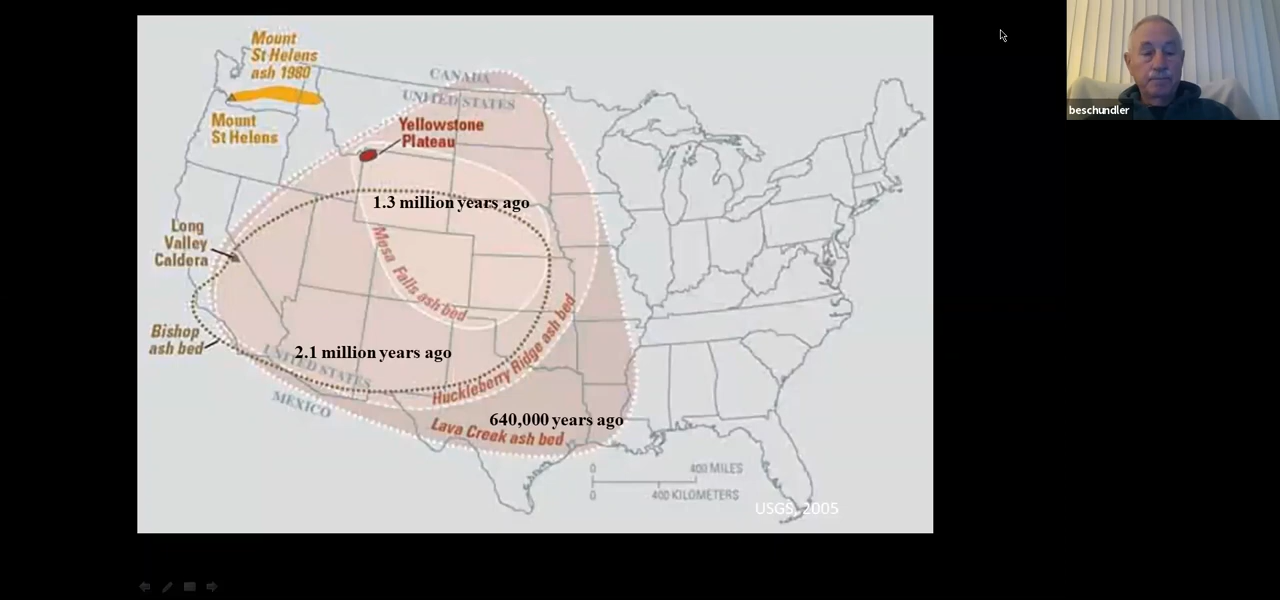 Mount
St Helens
ash 1980
CANADA
UNITED STATES
Mount
St Helens
Yellowstone
Plateau
1.3 million years ago
Long
Valley
Caldera
Mesa Falls ash bed
Bishop
ash bed
2.1 million years ago
UNITED STATES
MEXICO
Huckleberry Ridge ash bed
640,000 years ago
Lava Creek ash bed
0 400 MILES
0 400 KILOMETERS
USGS, 2005
beschundler